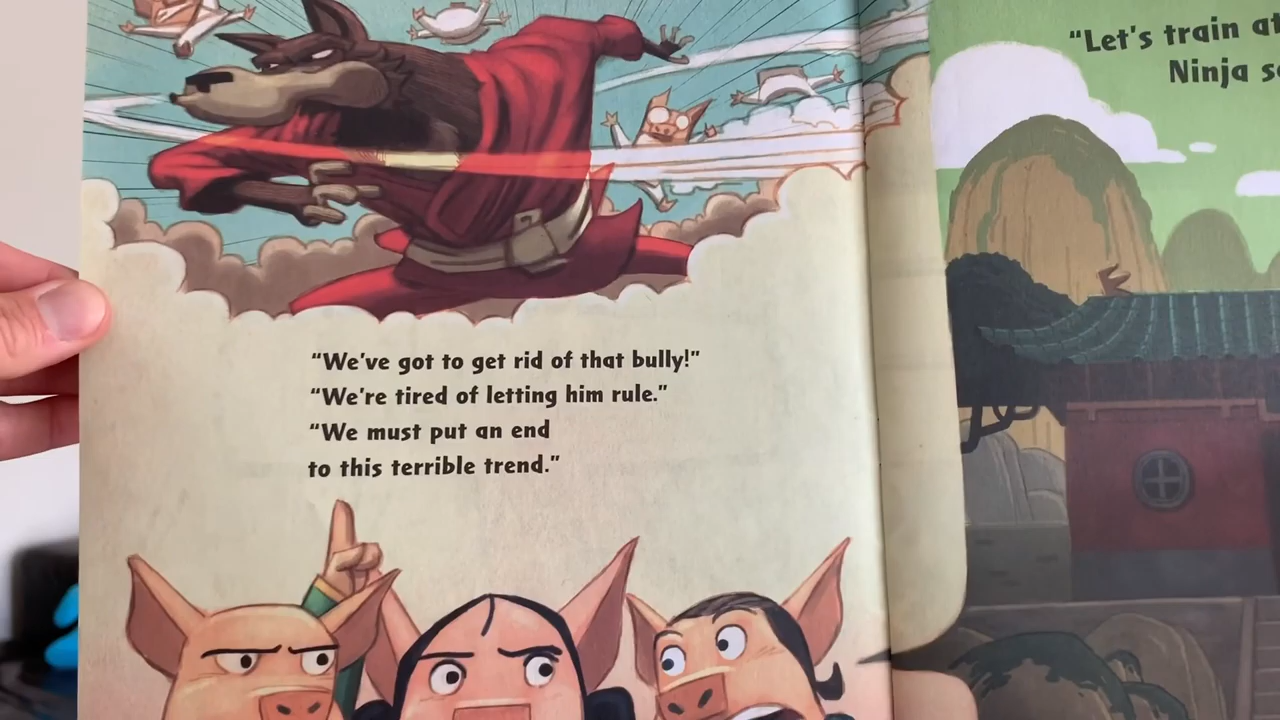 “We've got to get rid of that bully!”
“We're tired of letting him rule.”
“We must put an end
to this terrible trend.”
“Let's train at
Ninja